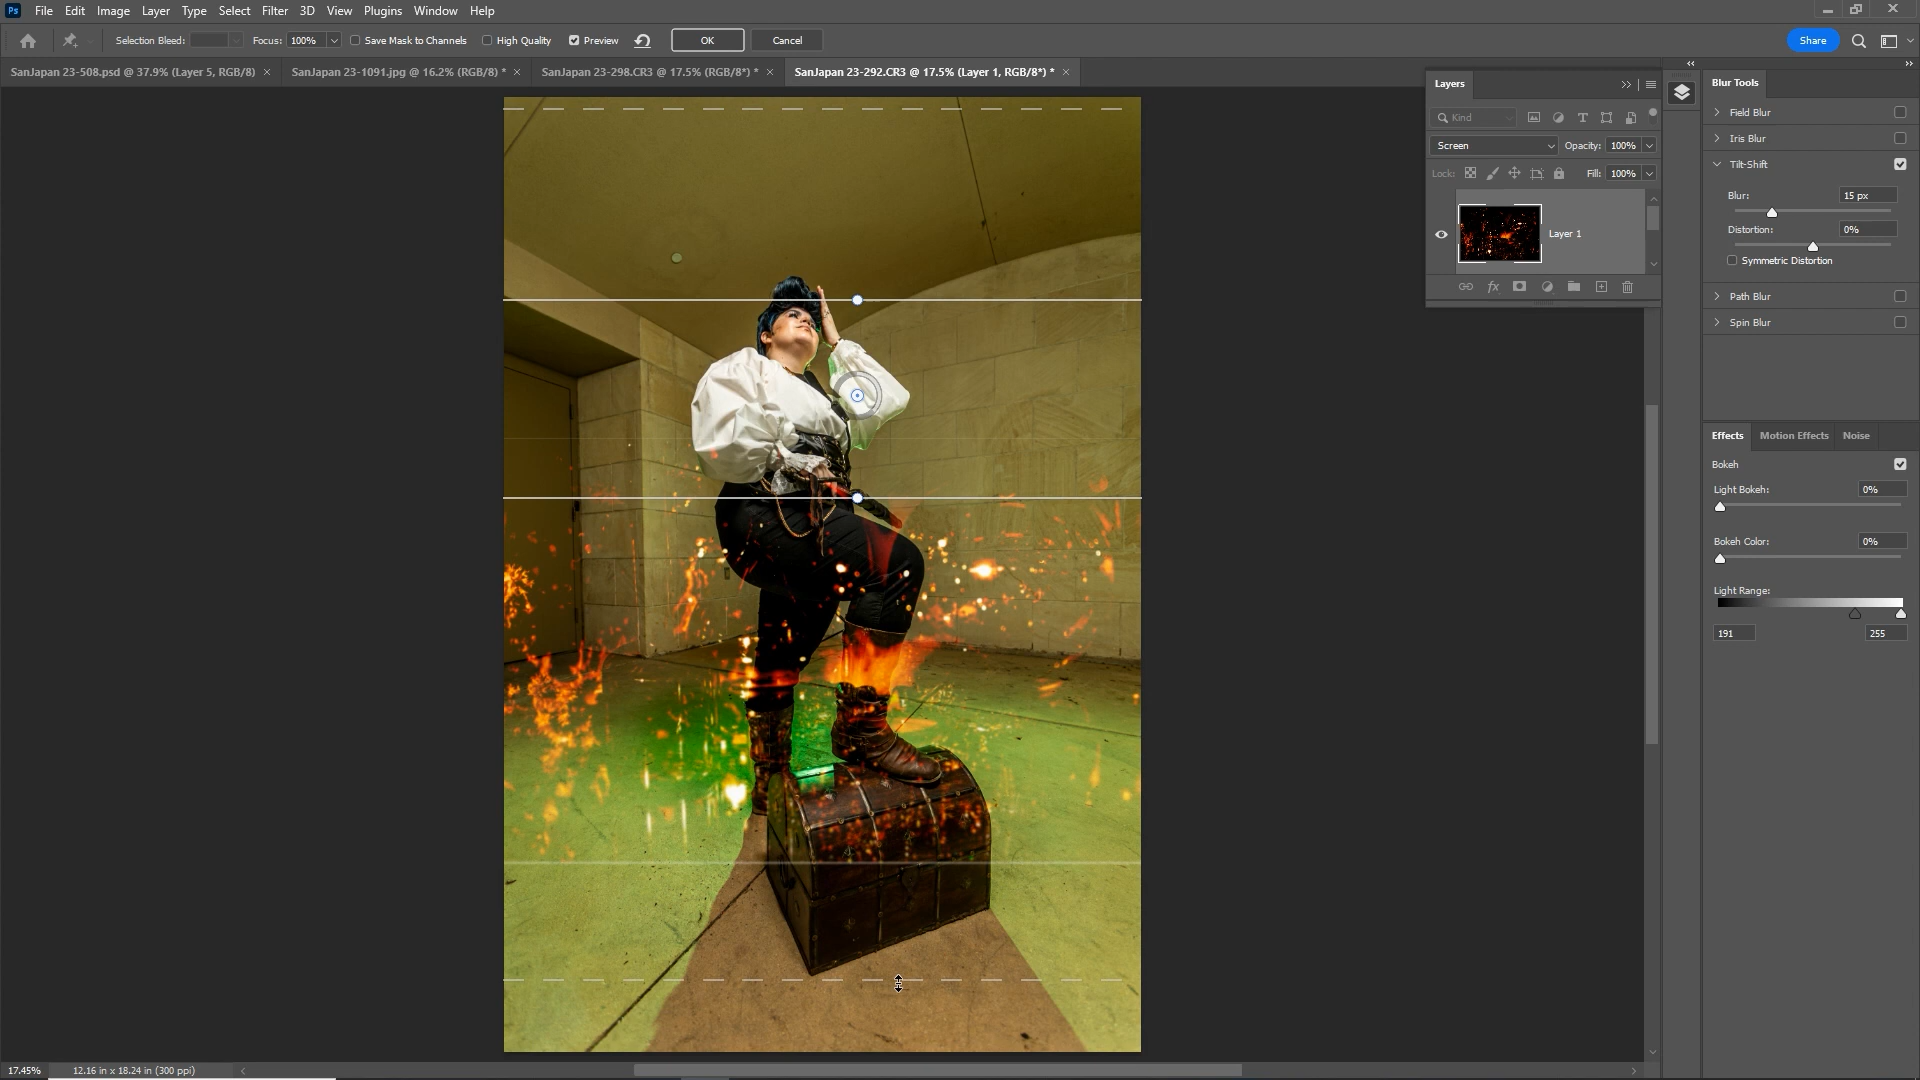 Ps File Edit Image Layer Type Select Filter 3D View Plugins Window Help
Selection Bleed: Focus: 100% Save Mask to Channels High Quality Preview OK Cancel Share
SanJapan 23-508.psd @ 37.9% (Layer 5, RGB/8) × SanJapan 23-1091.jpg @ 16.2% (RGB/8) * × SanJapan 23-298.CR3 @ 17.5% (RGB/8*) * × SanJapan 23-292.CR3 @ 17.5% (Layer 1, RGB/8*) * ×
Layers
Kind
Screen Opacity: 100%
Lock: Fill: 100%
Layer 1
fx
Blur Tools
Field Blur
Iris Blur
Tilt-Shift
Blur: 15 px
Distortion: 0%
Symmetric Distortion
Path Blur
Spin Blur
Effects Motion Effects Noise
Bokeh
Light Bokeh: 0%
Bokeh Color: 0%
Light Range:
191 255
17.45% 12.16 in x 18.24 in (300 ppi)